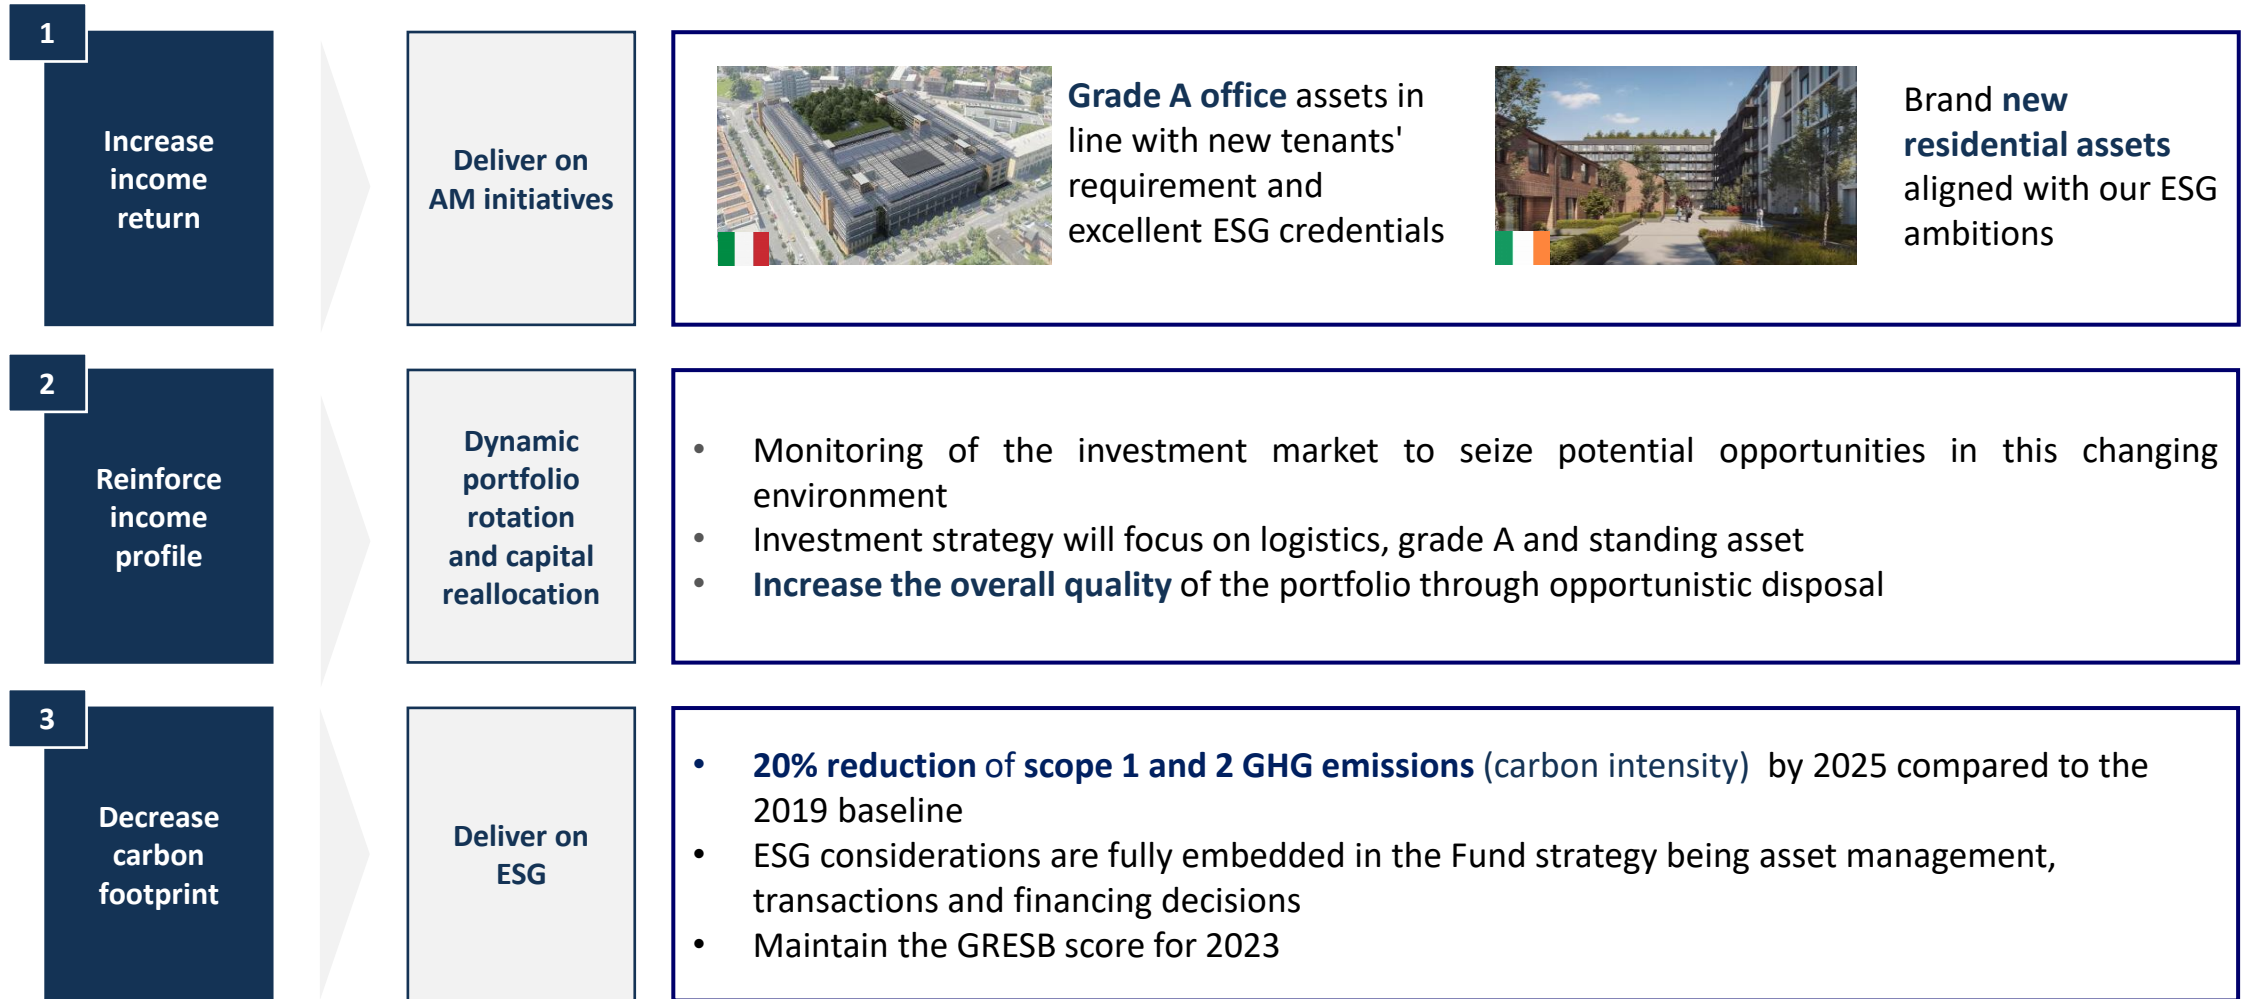 1
Increase
income
return
Deliver on
AM initiatives
Grade A office assets in
line with new tenants'
requirement and
excellent ESG credentials
Brand new
residential assets
aligned with our ESG
ambitions
2
Reinforce
income
profile
Dynamic
portfolio
rotation
and capital
reallocation
• Monitoring of the investment market to seize potential opportunities in this changing
environment
• Investment strategy will focus on logistics, grade A and standing asset
• Increase the overall quality of the portfolio through opportunistic disposal
3
Decrease
carbon
footprint
Deliver on
ESG
• 20% reduction of scope 1 and 2 GHG emissions (carbon intensity) by 2025 compared to the
2019 baseline
• ESG considerations are fully embedded in the Fund strategy being asset management,
transactions and financing decisions
• Maintain the GRESB score for 2023